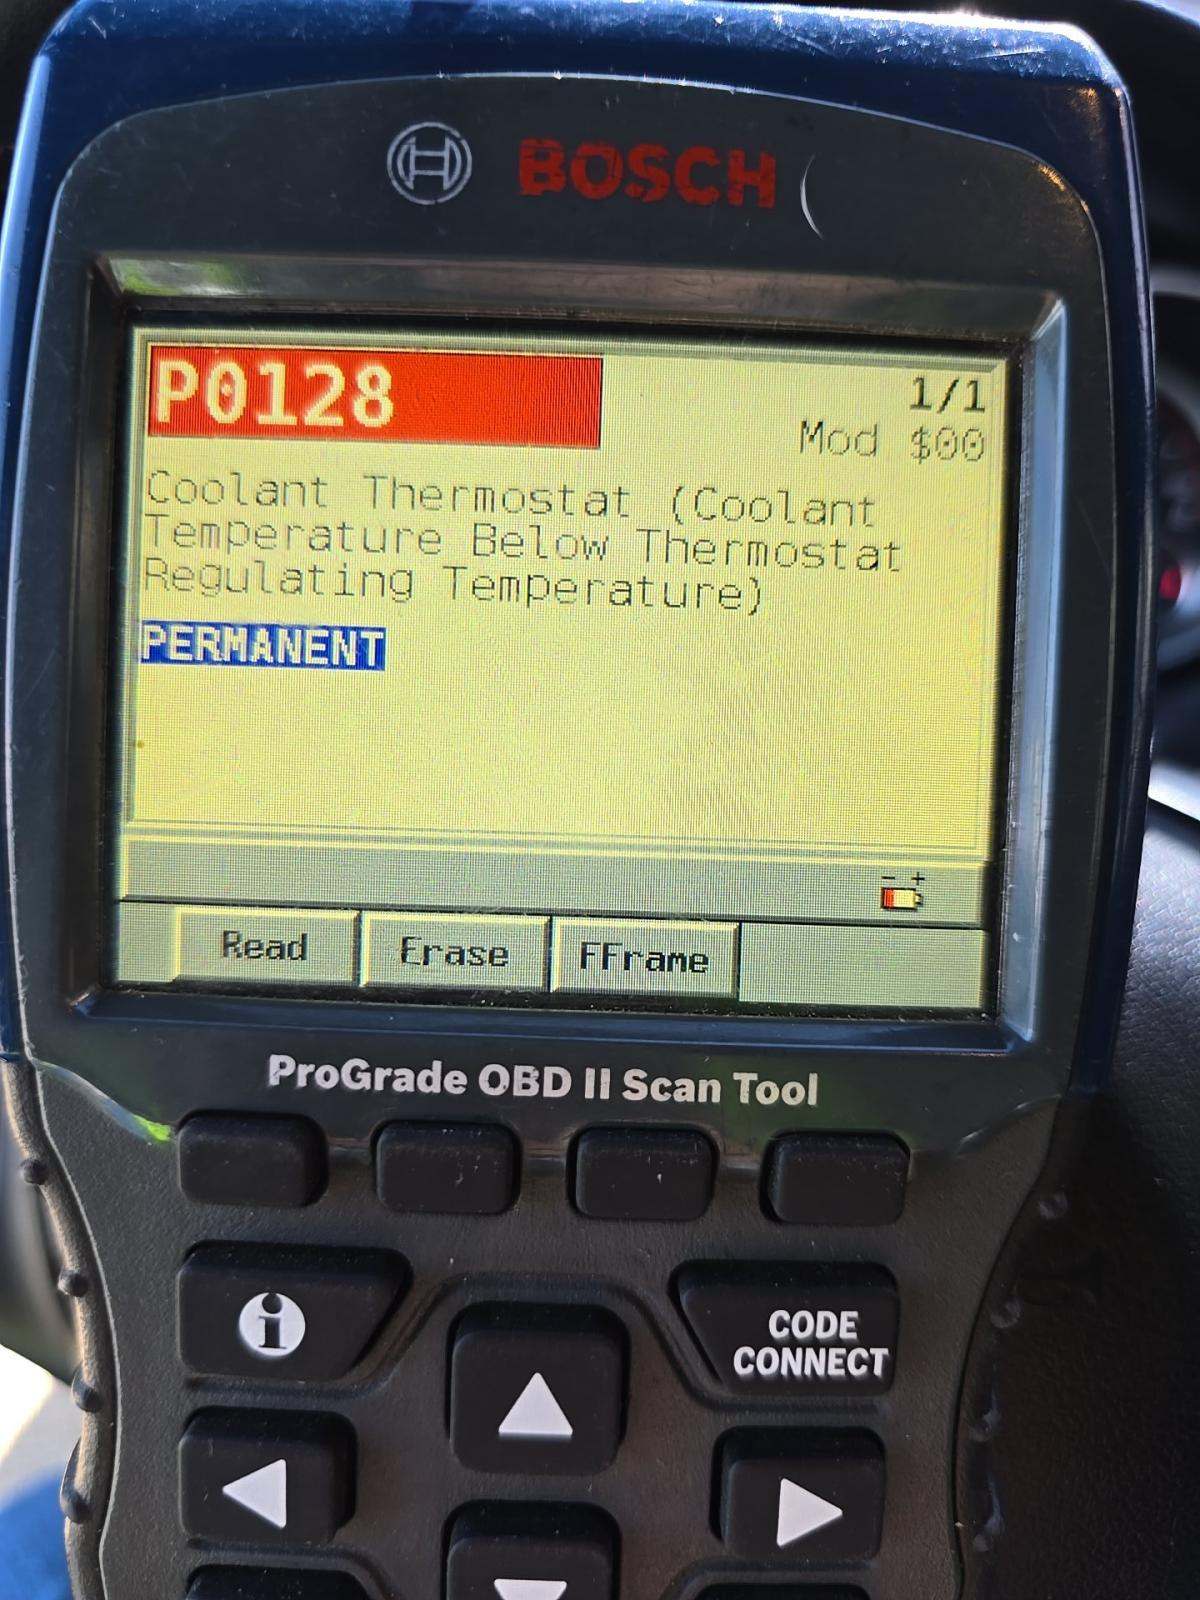 BOSCH
P0128
1/1
Mod $00
Coolant Thermostat (Coolant
Temperature Below Thermostat
Regulating Temperature)
PERMANENT
- +
Read Erase FFrame
ProGrade OBD II Scan Tool
i
CODE
CONNECT